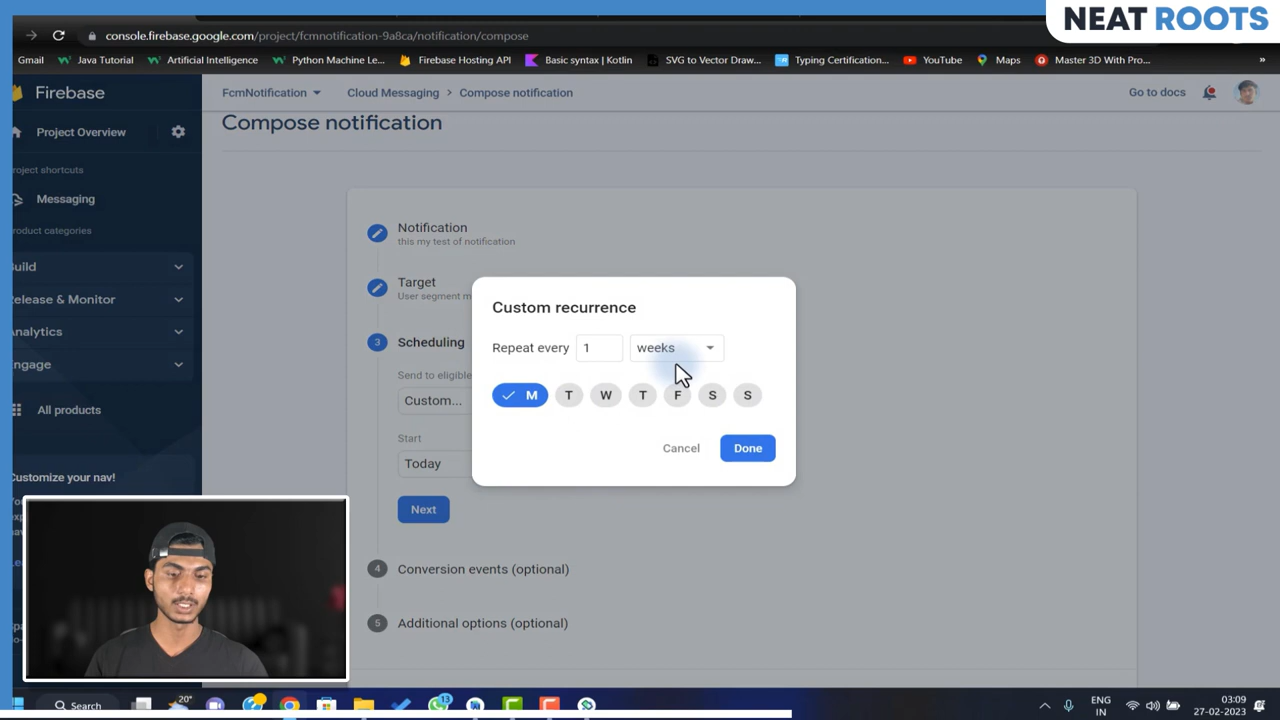 NEAT ROOTS
console.firebase.google.com/project/fcmnotification-9a8ca/notification/compose
Gmail
Java Tutorial
Artificial Intelligence
Python Machine Le...
Firebase Hosting API
Basic syntax | Kotlin
SVG to Vector Draw...
Typing Certification...
YouTube
Maps
Master 3D With Pro...
»
Firebase
FcmNotification
Cloud Messaging > Compose notification
Go to docs
Compose notification
Project Overview
roject shortcuts
Messaging
roduct categories
uild
elease & Monitor
nalytics
ngage
All products
ustomize your nav!
Notification
this my test of notification
Target
User segment m
3 Scheduling
Send to eligible
Custom...
Start
Today
Next
4 Conversion events (optional)
5 Additional options (optional)
Custom recurrence
Repeat every 1 weeks
M T W T F S S
Cancel
Done
20°
Search
13
ENG
IN
03:09
27-02-2023